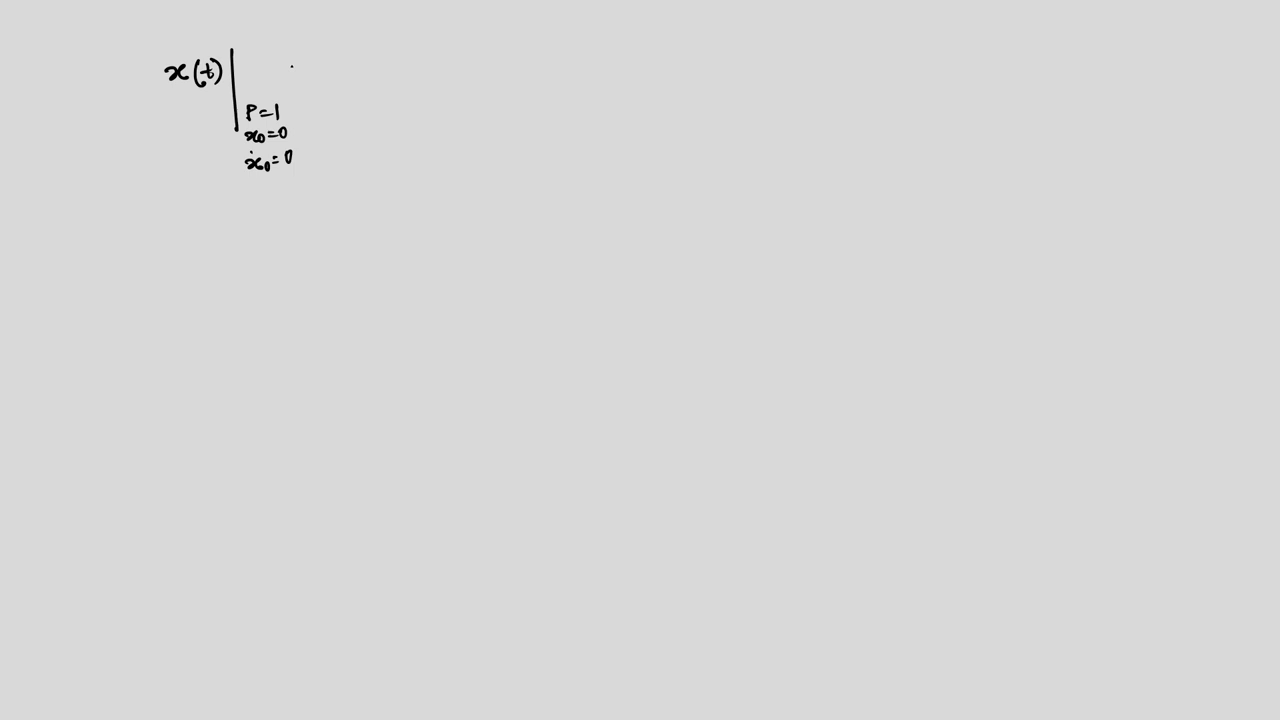 x(t) |
P=1
x₀=0
ẋ₀=0